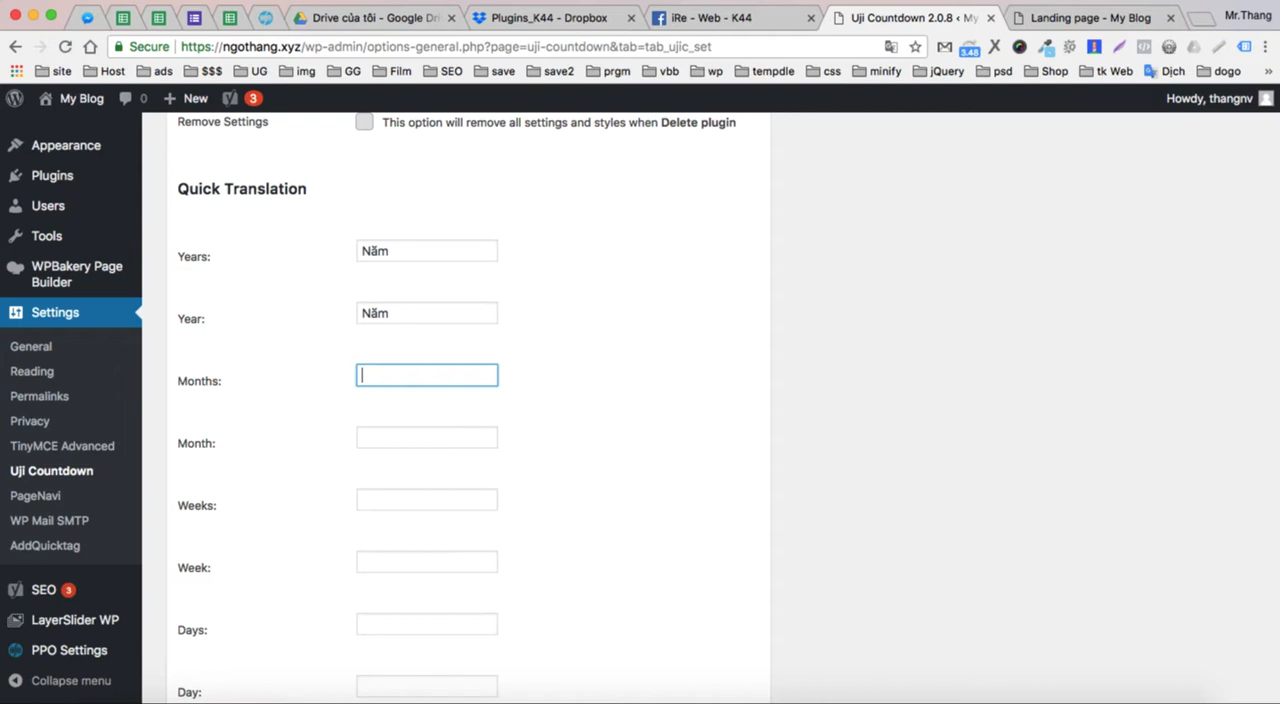 Drive của tôi - Google Dri
Plugins_K44 - Dropbox
iRe - Web - K44
Uji Countdown 2.0.8 ‹ My
Landing page - My Blog
Mr.Thang
Secure
https://ngothang.xyz/wp-admin/options-general.php?page=uji-countdown&tab=tab_ujic_set
3.48
site
Host
ads
$$$
UG
img
GG
Film
SEO
save
save2
prgm
vbb
wp
tempdle
css
minify
jQuery
psd
Shop
tk Web
Dịch
dogo
»
My Blog
0
New
3
Howdy, thangnv
Appearance
Plugins
Users
Tools
WPBakery Page
Builder
Settings
General
Reading
Permalinks
Privacy
TinyMCE Advanced
Uji Countdown
PageNavi
WP Mail SMTP
AddQuicktag
SEO 3
LayerSlider WP
PPO Settings
Collapse menu
Remove Settings
This option will remove all settings and styles when Delete plugin
Quick Translation
Years:
Năm
Year:
Năm
Months:
Month:
Weeks:
Week:
Days:
Day: